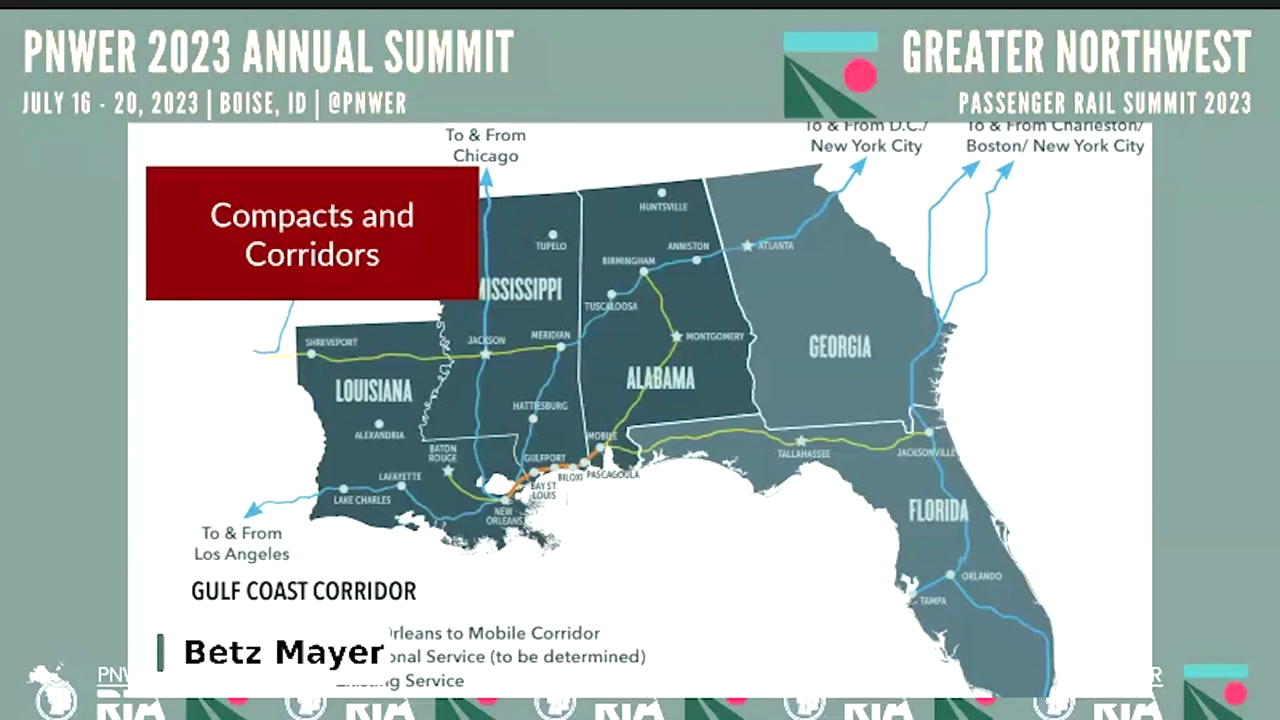 PNWER 2023 ANNUAL SUMMIT
JULY 16 - 20, 2023 | BOISE, ID | @PNWER
GREATER NORTHWEST
PASSENGER RAIL SUMMIT 2023
To & From
Chicago
To & From D.C./
New York City
To & From Charleston/
Boston/ New York City
Compacts and
Corridors
HUNTSVILLE
TUPELO
ANNISTON
ATLANTA
BIRMINGHAM
MISSISSIPPI
TUSCALOOSA
SHREVEPORT
JACKSON
MERIDIAN
MONTGOMERY
GEORGIA
LOUISIANA
ALABAMA
HATTIESBURG
ALEXANDRIA
MOBILE
BATON
ROUGE
GULFPORT
TALLAHASSEE
JACKSONVILLE
LAFAYETTE
BILOXI
PASCAGOULA
BAY ST.
LOUIS
LAKE CHARLES
NEW
ORLEANS
FLORIDA
To & From
Los Angeles
ORLANDO
TAMPA
GULF COAST CORRIDOR
Orleans to Mobile Corridor
Betz Mayer
onal Service (to be determined)
Existing Service